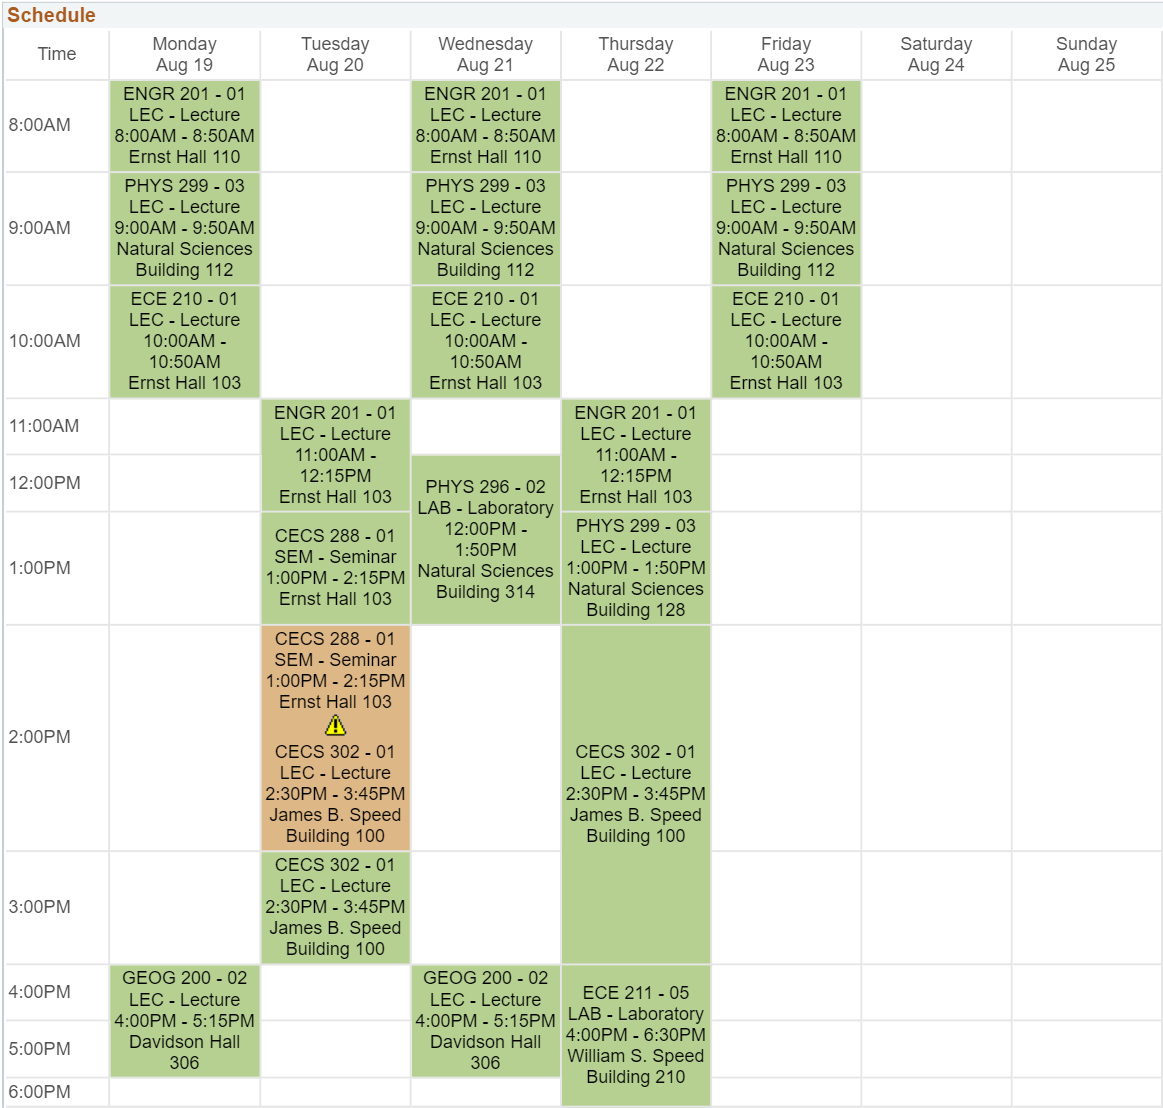 Schedule
Time
Monday
Aug 19
Tuesday
Aug 20
Wednesday
Aug 21
Thursday
Aug 22
Friday
Aug 23
Saturday
Aug 24
Sunday
Aug 25
8:00AM
ENGR 201 - 01
LEC - Lecture
8:00AM - 8:50AM
Ernst Hall 110
ENGR 201 - 01
LEC - Lecture
8:00AM - 8:50AM
Ernst Hall 110
ENGR 201 - 01
LEC - Lecture
8:00AM - 8:50AM
Ernst Hall 110
9:00AM
PHYS 299 - 03
LEC - Lecture
9:00AM - 9:50AM
Natural Sciences
Building 112
PHYS 299 - 03
LEC - Lecture
9:00AM - 9:50AM
Natural Sciences
Building 112
PHYS 299 - 03
LEC - Lecture
9:00AM - 9:50AM
Natural Sciences
Building 112
10:00AM
ECE 210 - 01
LEC - Lecture
10:00AM -
10:50AM
Ernst Hall 103
ECE 210 - 01
LEC - Lecture
10:00AM -
10:50AM
Ernst Hall 103
ECE 210 - 01
LEC - Lecture
10:00AM -
10:50AM
Ernst Hall 103
11:00AM
ENGR 201 - 01
LEC - Lecture
11:00AM -
12:15PM
Ernst Hall 103
ENGR 201 - 01
LEC - Lecture
11:00AM -
12:15PM
Ernst Hall 103
12:00PM
PHYS 296 - 02
LAB - Laboratory
12:00PM -
1:50PM
Natural Sciences
Building 314
1:00PM
CECS 288 - 01
SEM - Seminar
1:00PM - 2:15PM
Ernst Hall 103
PHYS 299 - 03
LEC - Lecture
1:00PM - 1:50PM
Natural Sciences
Building 128
2:00PM
CECS 288 - 01
SEM - Seminar
1:00PM - 2:15PM
Ernst Hall 103
CECS 302 - 01
LEC - Lecture
2:30PM - 3:45PM
James B. Speed
Building 100
CECS 302 - 01
LEC - Lecture
2:30PM - 3:45PM
James B. Speed
Building 100
3:00PM
CECS 302 - 01
LEC - Lecture
2:30PM - 3:45PM
James B. Speed
Building 100
4:00PM
GEOG 200 - 02
LEC - Lecture
4:00PM - 5:15PM
Davidson Hall
306
GEOG 200 - 02
LEC - Lecture
4:00PM - 5:15PM
Davidson Hall
306
ECE 211 - 05
LAB - Laboratory
4:00PM - 6:30PM
William S. Speed
Building 210
5:00PM
6:00PM